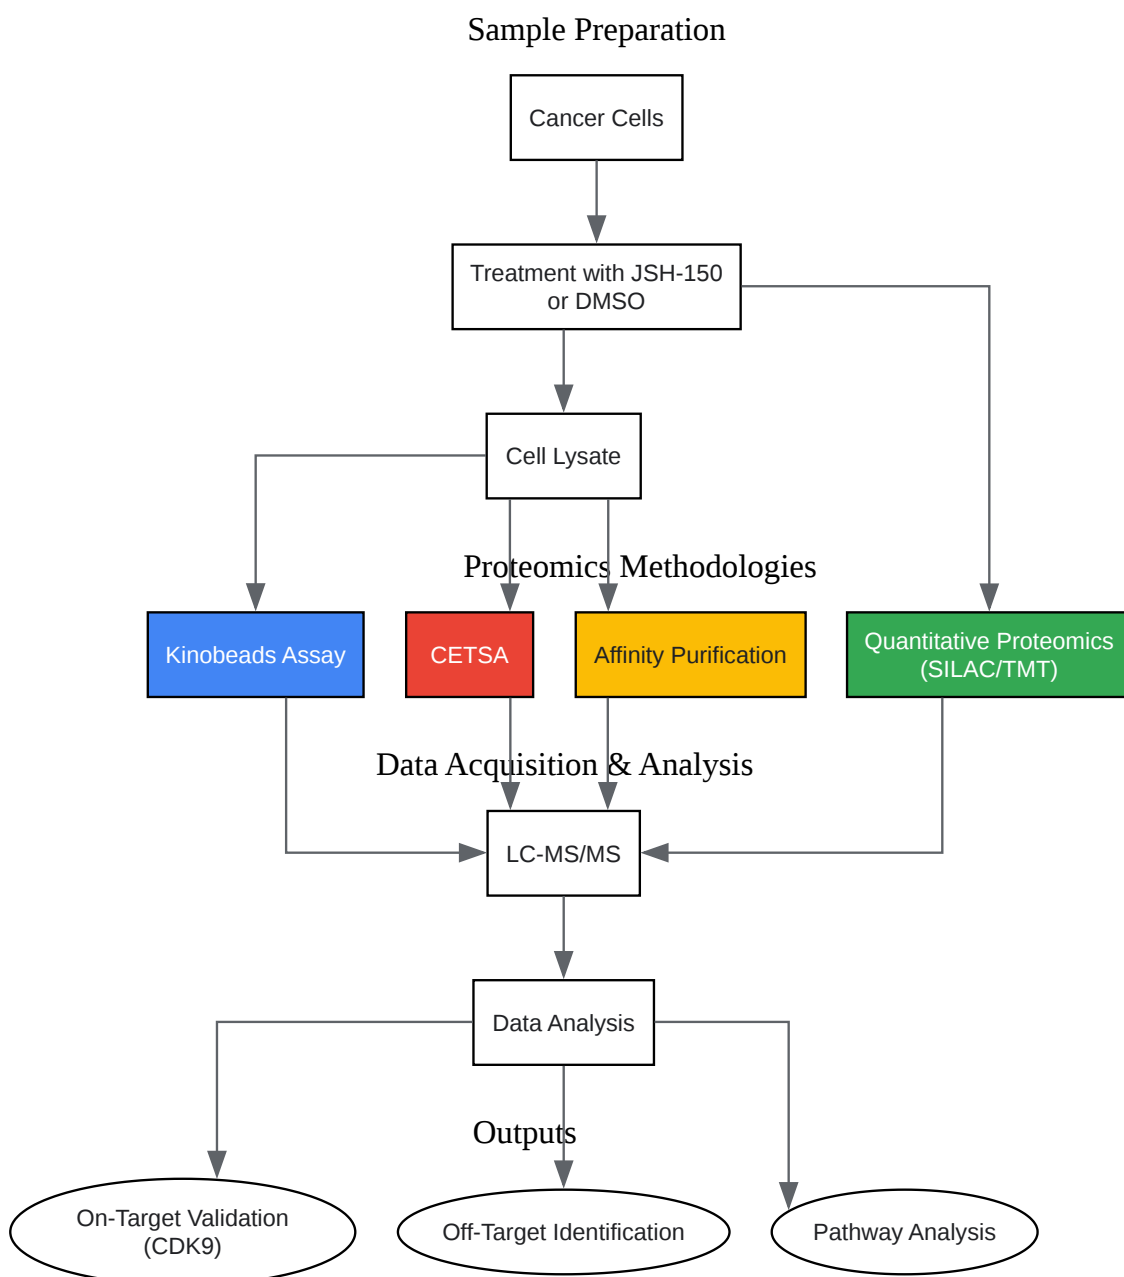 Sample Preparation
Cancer Cells
Treatment with JSH-150
or DMSO
Cell Lysate
Proteomics Methodologies
Kinobeads Assay
CETSA
Affinity Purification
Quantitative Proteomics
(SILAC/TMT)
Data Acquisition & Analysis
LC-MS/MS
Data Analysis
Outputs
On-Target Validation
(CDK9)
Off-Target Identification
Pathway Analysis